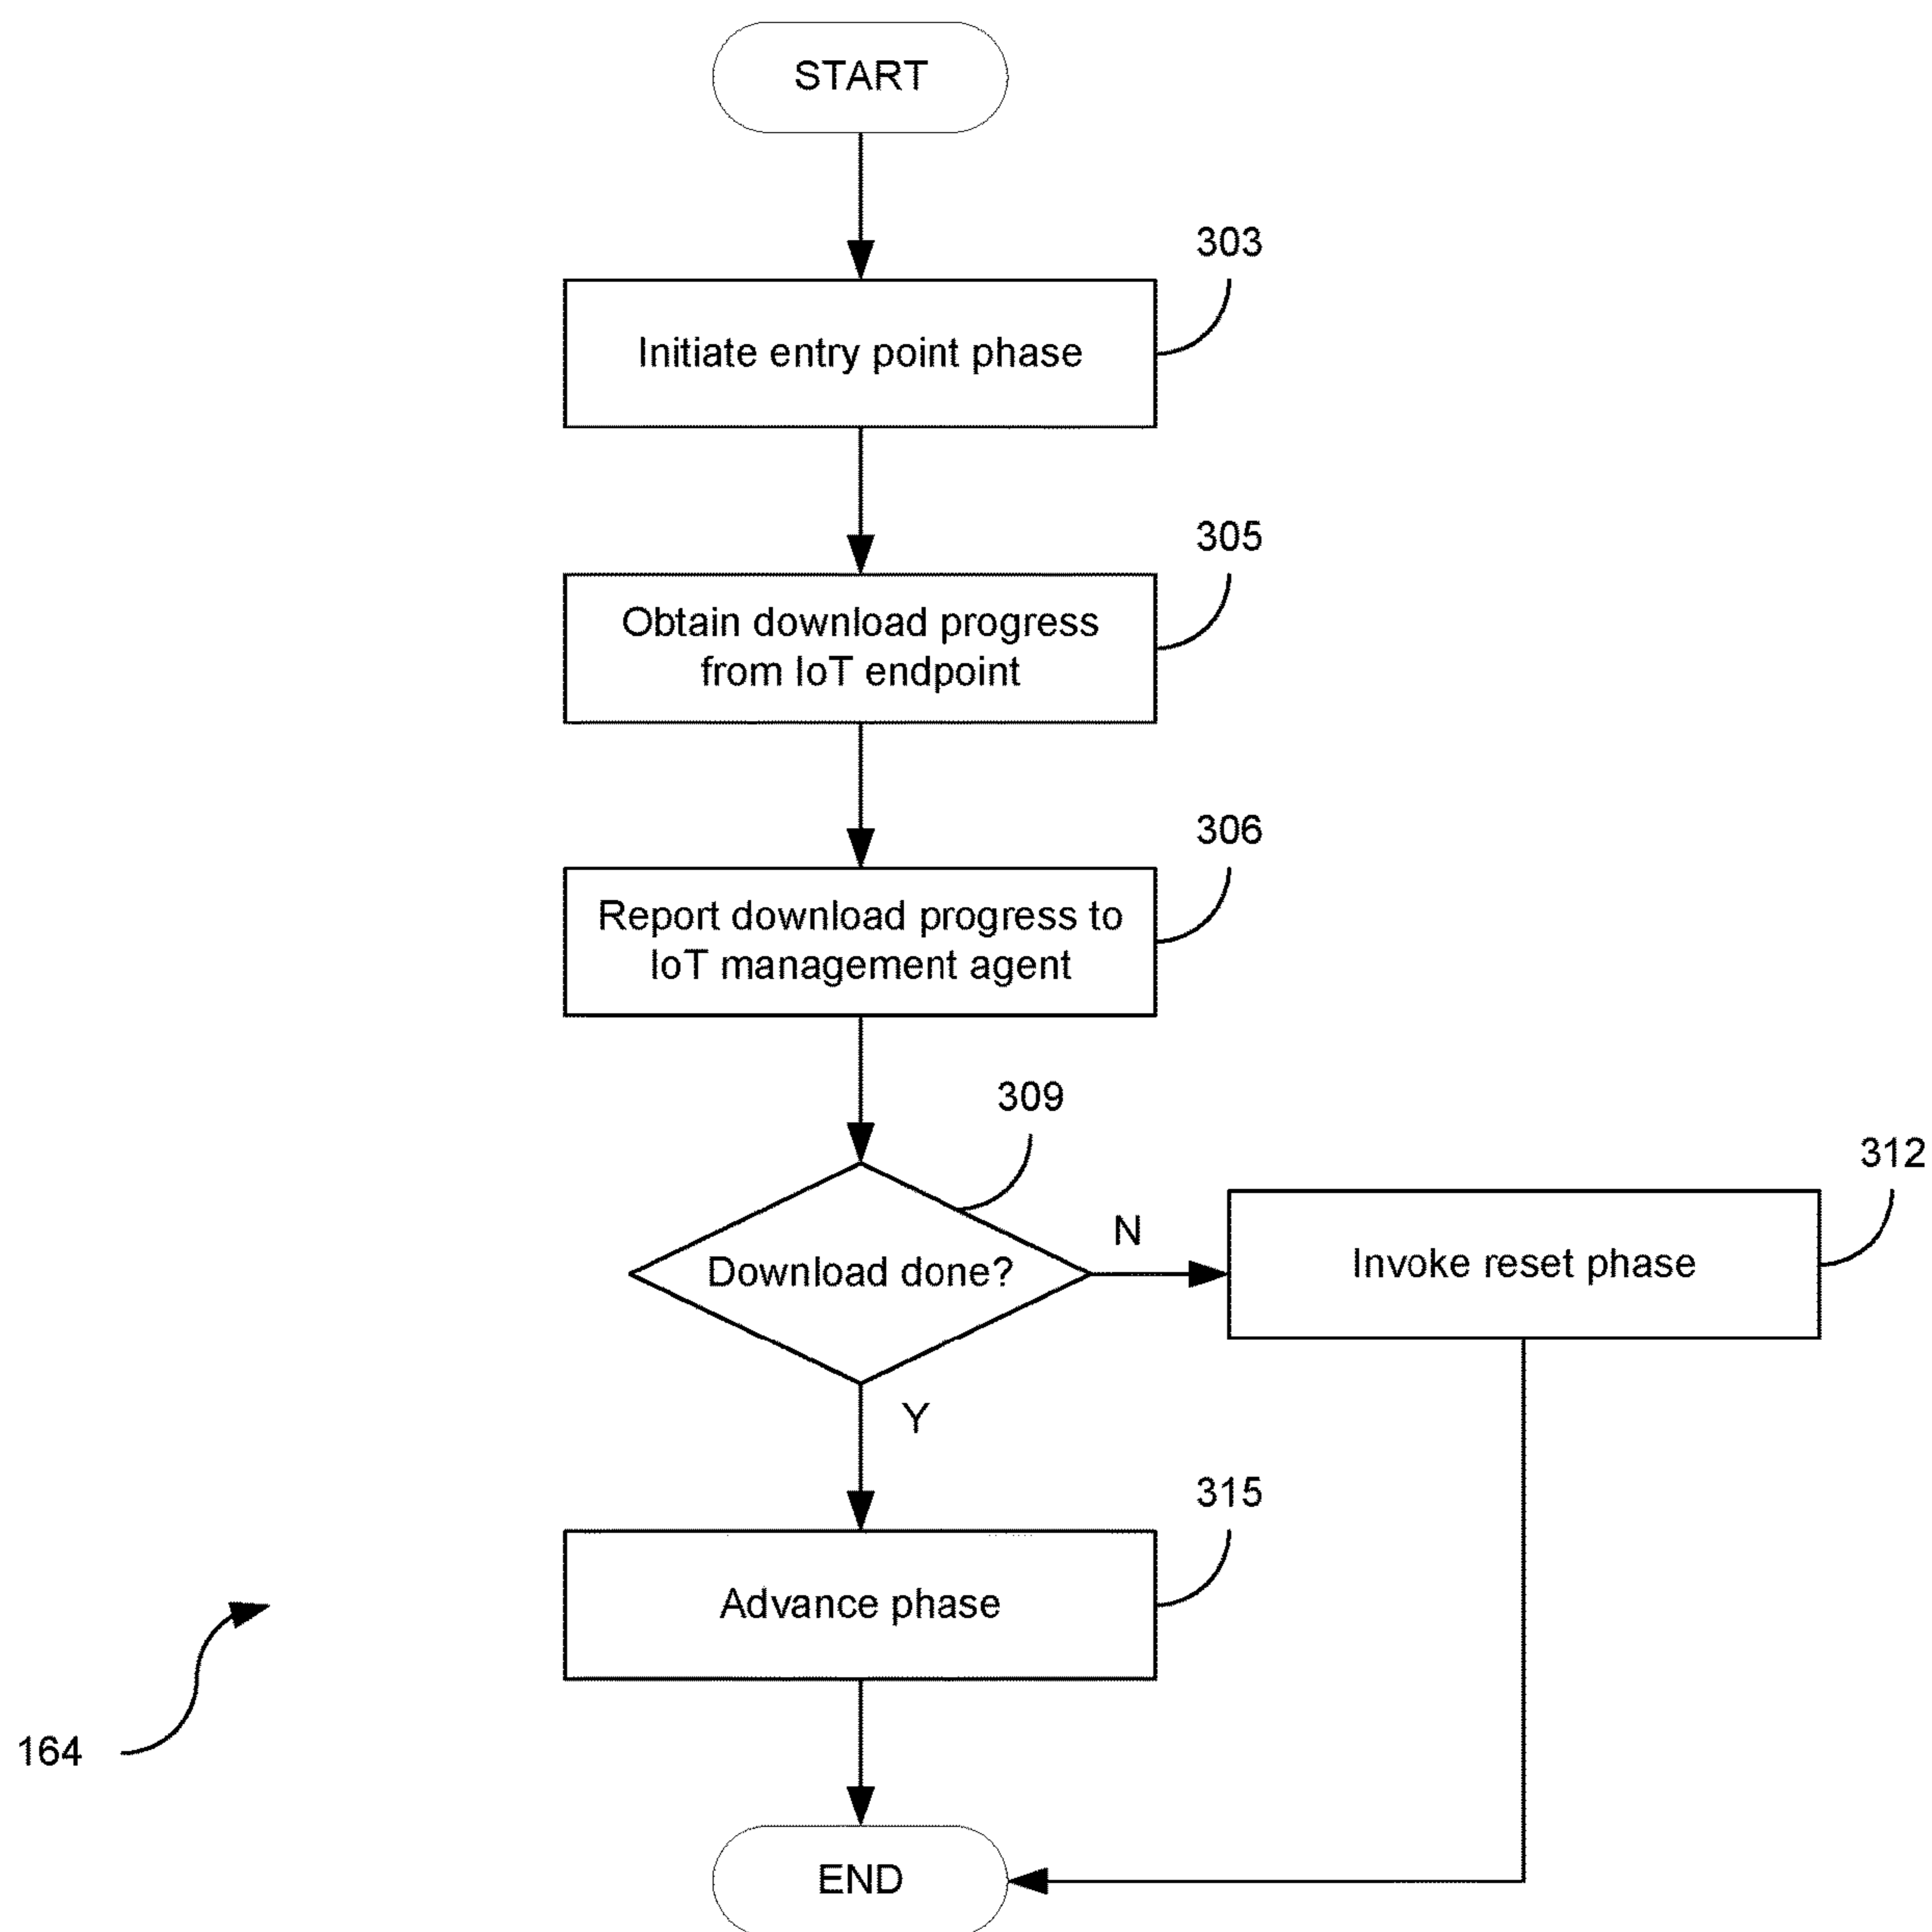 START
303
Initiate entry point phase
305
Obtain download progress
from IoT endpoint
306
Report download progress to
IoT management agent
309
312
N
Download done?
Invoke reset phase
Y
315
Advance phase
164
END